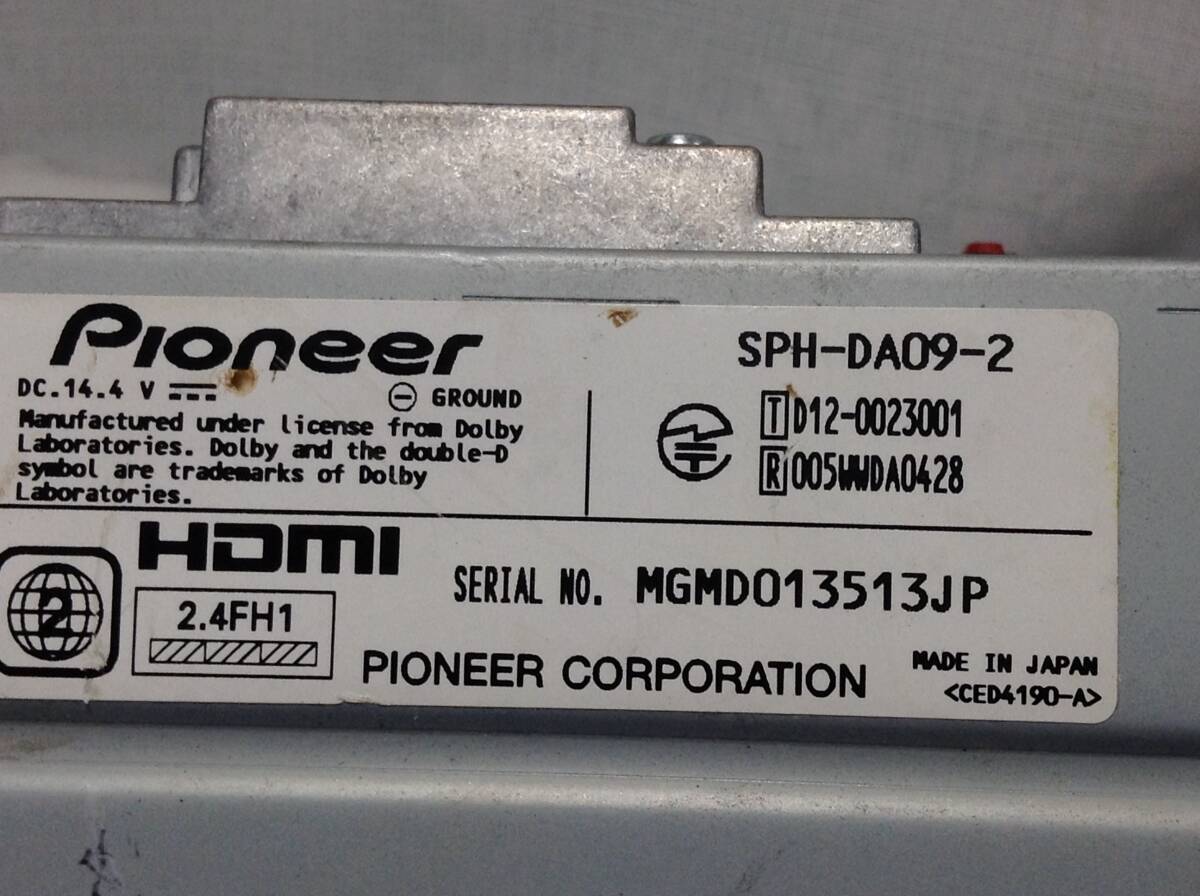 Pioneer
DC.14.4 V
GROUND
Manufactured under license from Dolby
Laboratories. Dolby and the double-D
symbol are trademarks of Dolby
Laboratories.
SPH-DA09-2
T D12-0023001
R 005WWDA0428
HDMI
2
2.4FH1
SERIAL NO. MGMD013513JP
PIONEER CORPORATION
MADE IN JAPAN
<CED4190-A>